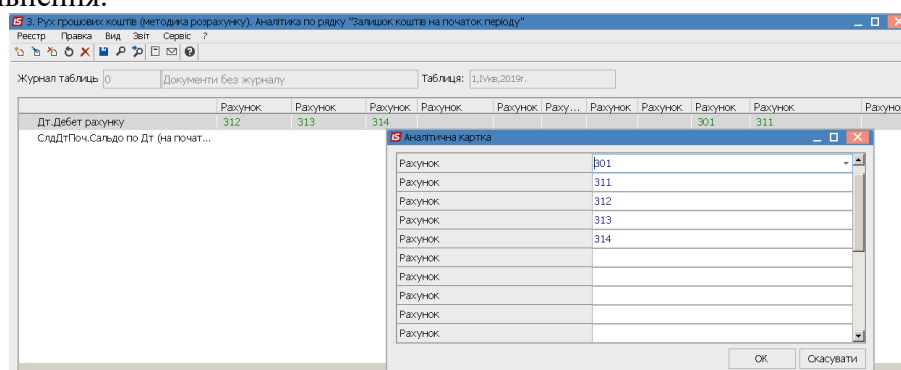 івнення.
3. Рух грошових коштів (методика розрахунку). Аналітика по рядку "Залишок коштів на початок періоду"
Реєстр Правка Вид Звіт Сервіс ?
Журнал таблиць 0 Документи без журналу Таблиця: 1,IVкв,2019г.
Рахунок Рахунок Рахунок Рахунок Рахунок Раху... Рахунок Рахунок Рахунок Рахунок Рахуно
Дт.Дебет рахунку 312 313 314 301 311
СлдДтПоч.Сальдо по Дт (на почат...
Аналітична картка
Рахунок 301
Рахунок 311
Рахунок 312
Рахунок 313
Рахунок 314
Рахунок
Рахунок
Рахунок
Рахунок
Рахунок
ОК Скасувати